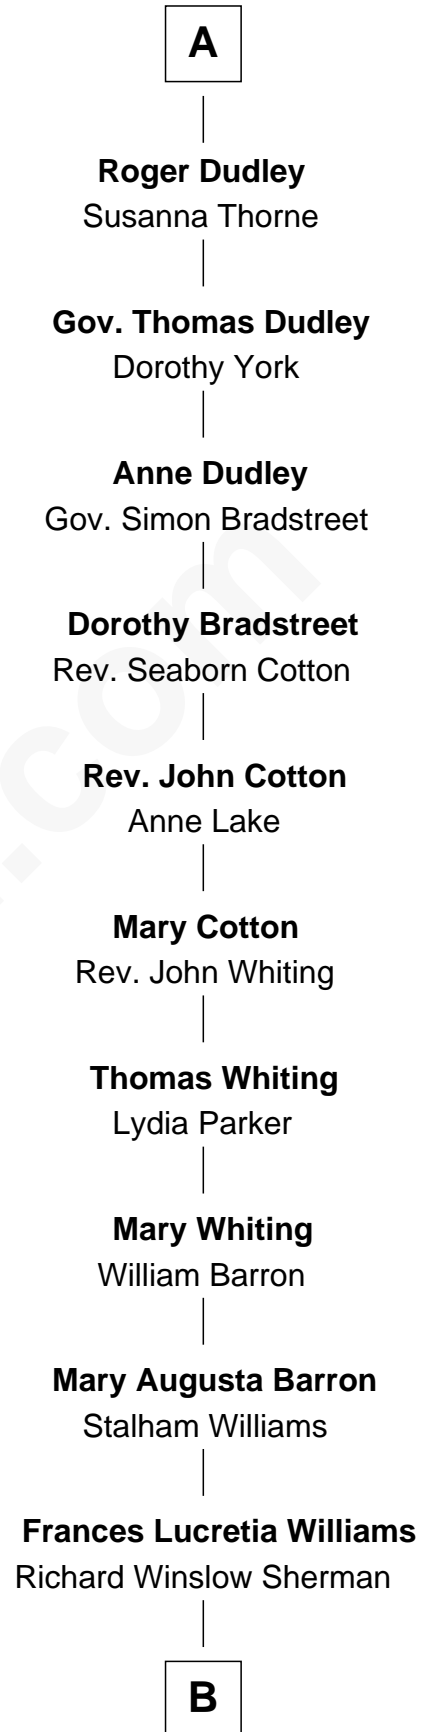 A
Roger Dudley
Susanna Thorne
Gov. Thomas Dudley
Dorothy York
Anne Dudley
Gov. Simon Bradstreet
Dorothy Bradstreet
Rev. Seaborn Cotton
Rev. John Cotton
Anne Lake
Mary Cotton
Rev. John Whiting
Thomas Whiting
Lydia Parker
Mary Whiting
William Barron
Mary Augusta Barron
Stalham Williams
Frances Lucretia Williams
Richard Winslow Sherman
B